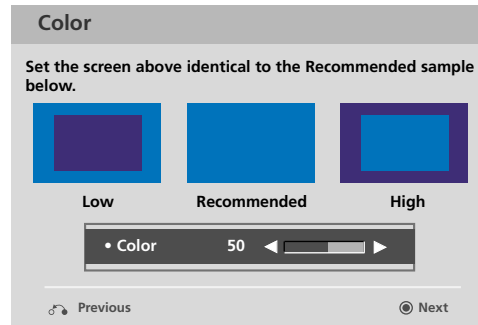 Color
Set the screen above identical to the Recommended sample
below.
Low Recommended High
• Color 50
Previous Next